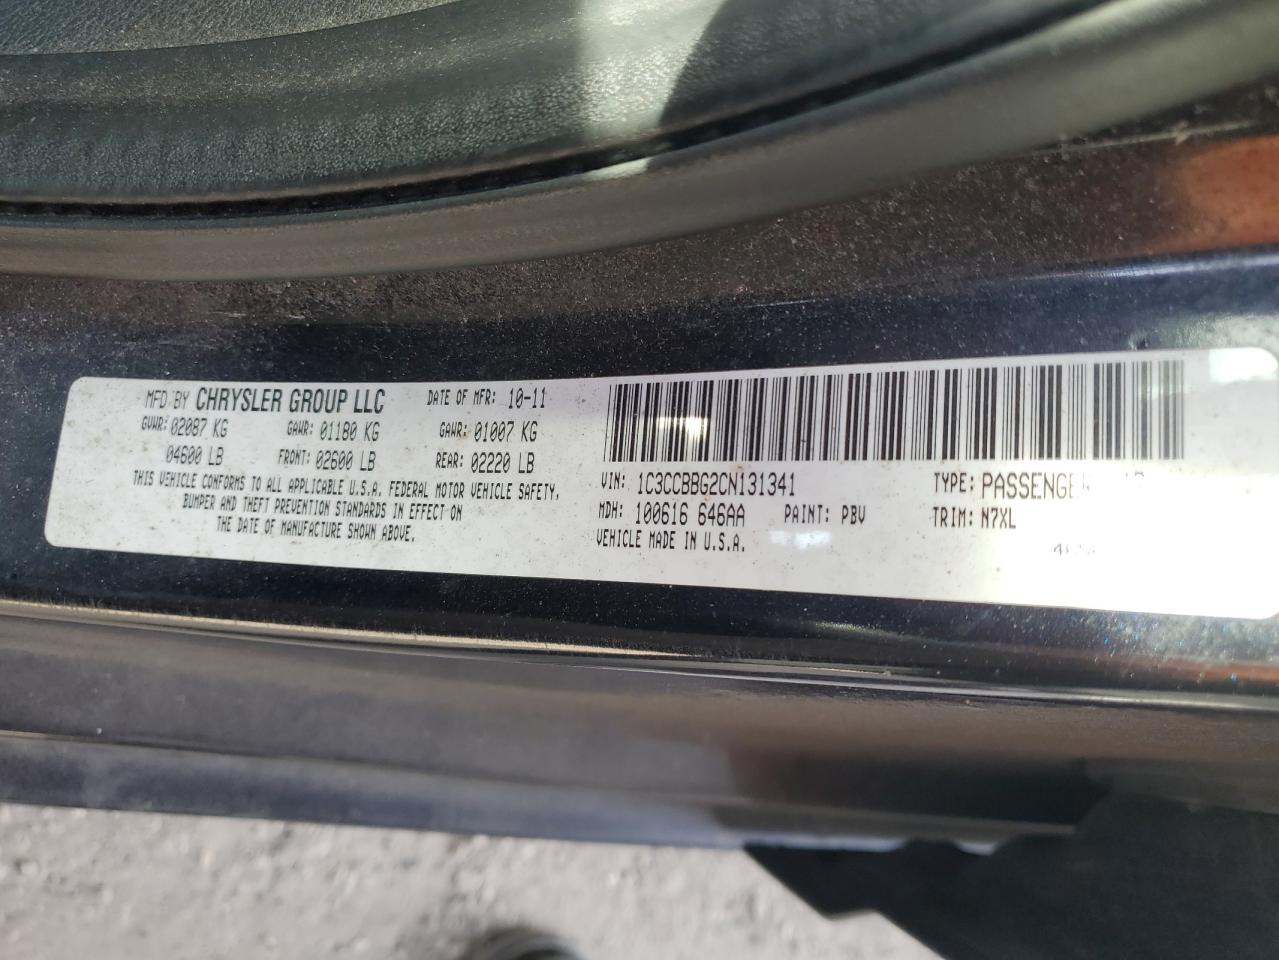 MFD BY CHRYSLER GROUP LLC DATE OF MFR: 10-11
GVWR: 02087 KG GAWR: 01180 KG GAWR: 01007 KG
04600 LB FRONT: 02600 LB REAR: 02220 LB
THIS VEHICLE CONFORMS TO ALL APPLICABLE U.S.A. FEDERAL MOTOR VEHICLE SAFETY,
BUMPER AND THEFT PREVENTION STANDARDS IN EFFECT ON
THE DATE OF MANUFACTURE SHOWN ABOVE.
VIN: 1C3CCBBG2CN131341 TYPE: PASSENGER
MDH: 100616 646AA PAINT: PBV TRIM: N7XL
VEHICLE MADE IN U.S.A.